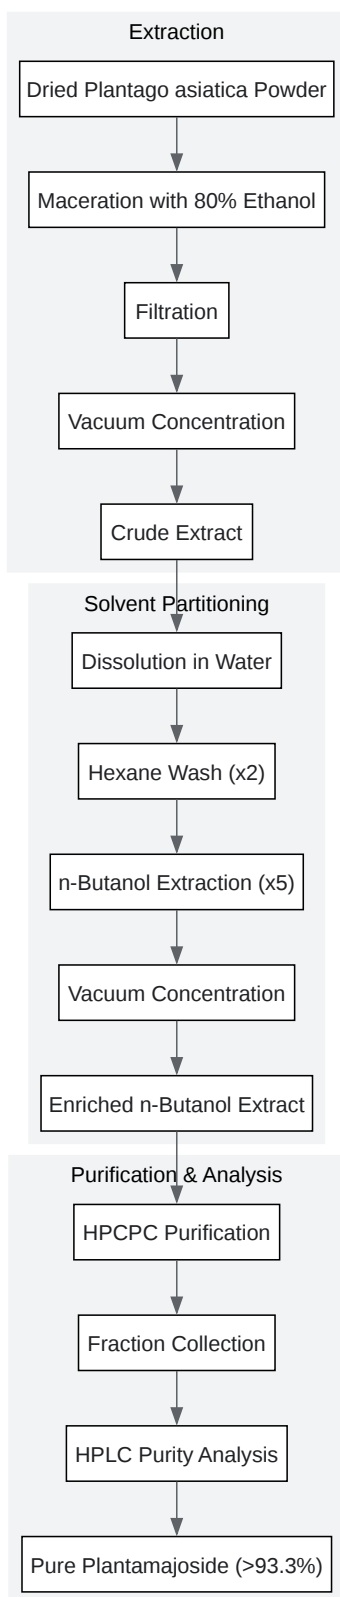 Extraction
Dried Plantago asiatica Powder
Maceration with 80% Ethanol
Filtration
Vacuum Concentration
Crude Extract
Solvent Partitioning
Dissolution in Water
Hexane Wash (x2)
n-Butanol Extraction (x5)
Vacuum Concentration
Enriched n-Butanol Extract
Purification & Analysis
HPCPC Purification
Fraction Collection
HPLC Purity Analysis
Pure Plantamajoside (>93.3%)